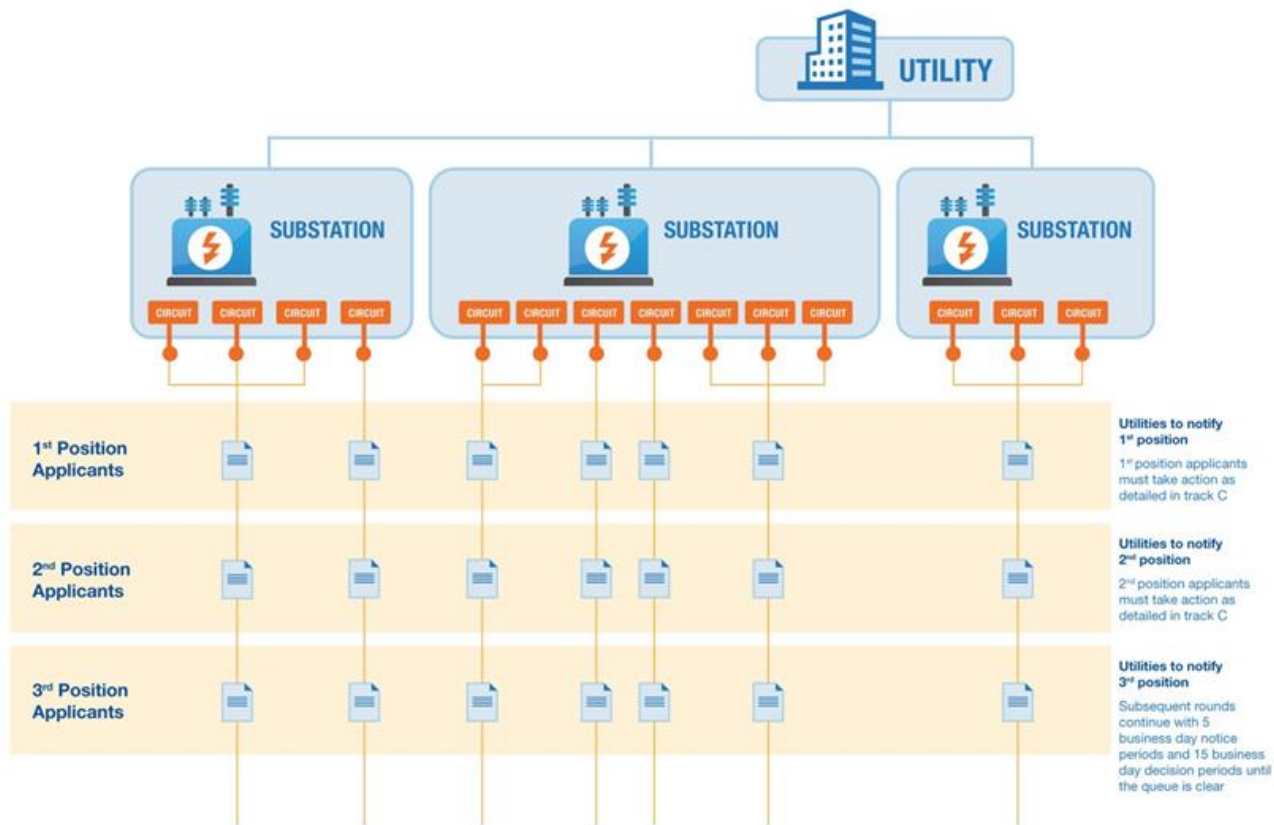 UTILITY
SUBSTATION
SUBSTATION
SUBSTATION
CIRCUIT CIRCUIT CIRCUIT CIRCUIT
CIRCUIT CIRCUIT CIRCUIT CIRCUIT CIRCUIT CIRCUIT CIRCUIT
CIRCUIT CIRCUIT CIRCUIT
1st Position
Applicants
Utilities to notify
1st position
1st position applicants
must take action as
detailed in track C
2nd Position
Applicants
Utilities to notify
2nd position
2nd position applicants
must take action as
detailed in track C
3rd Position
Applicants
Utilities to notify
3rd position
Subsequent rounds
continue with 5
business day notice
periods and 15 business
day decision periods until
the queue is clear